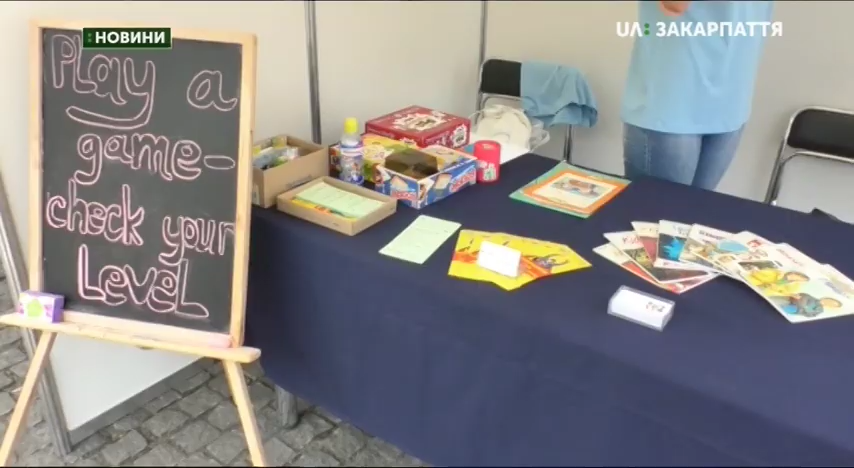 НОВИНИ
UA: ЗАКАРПАТТЯ
Play a
game-
check your
Level